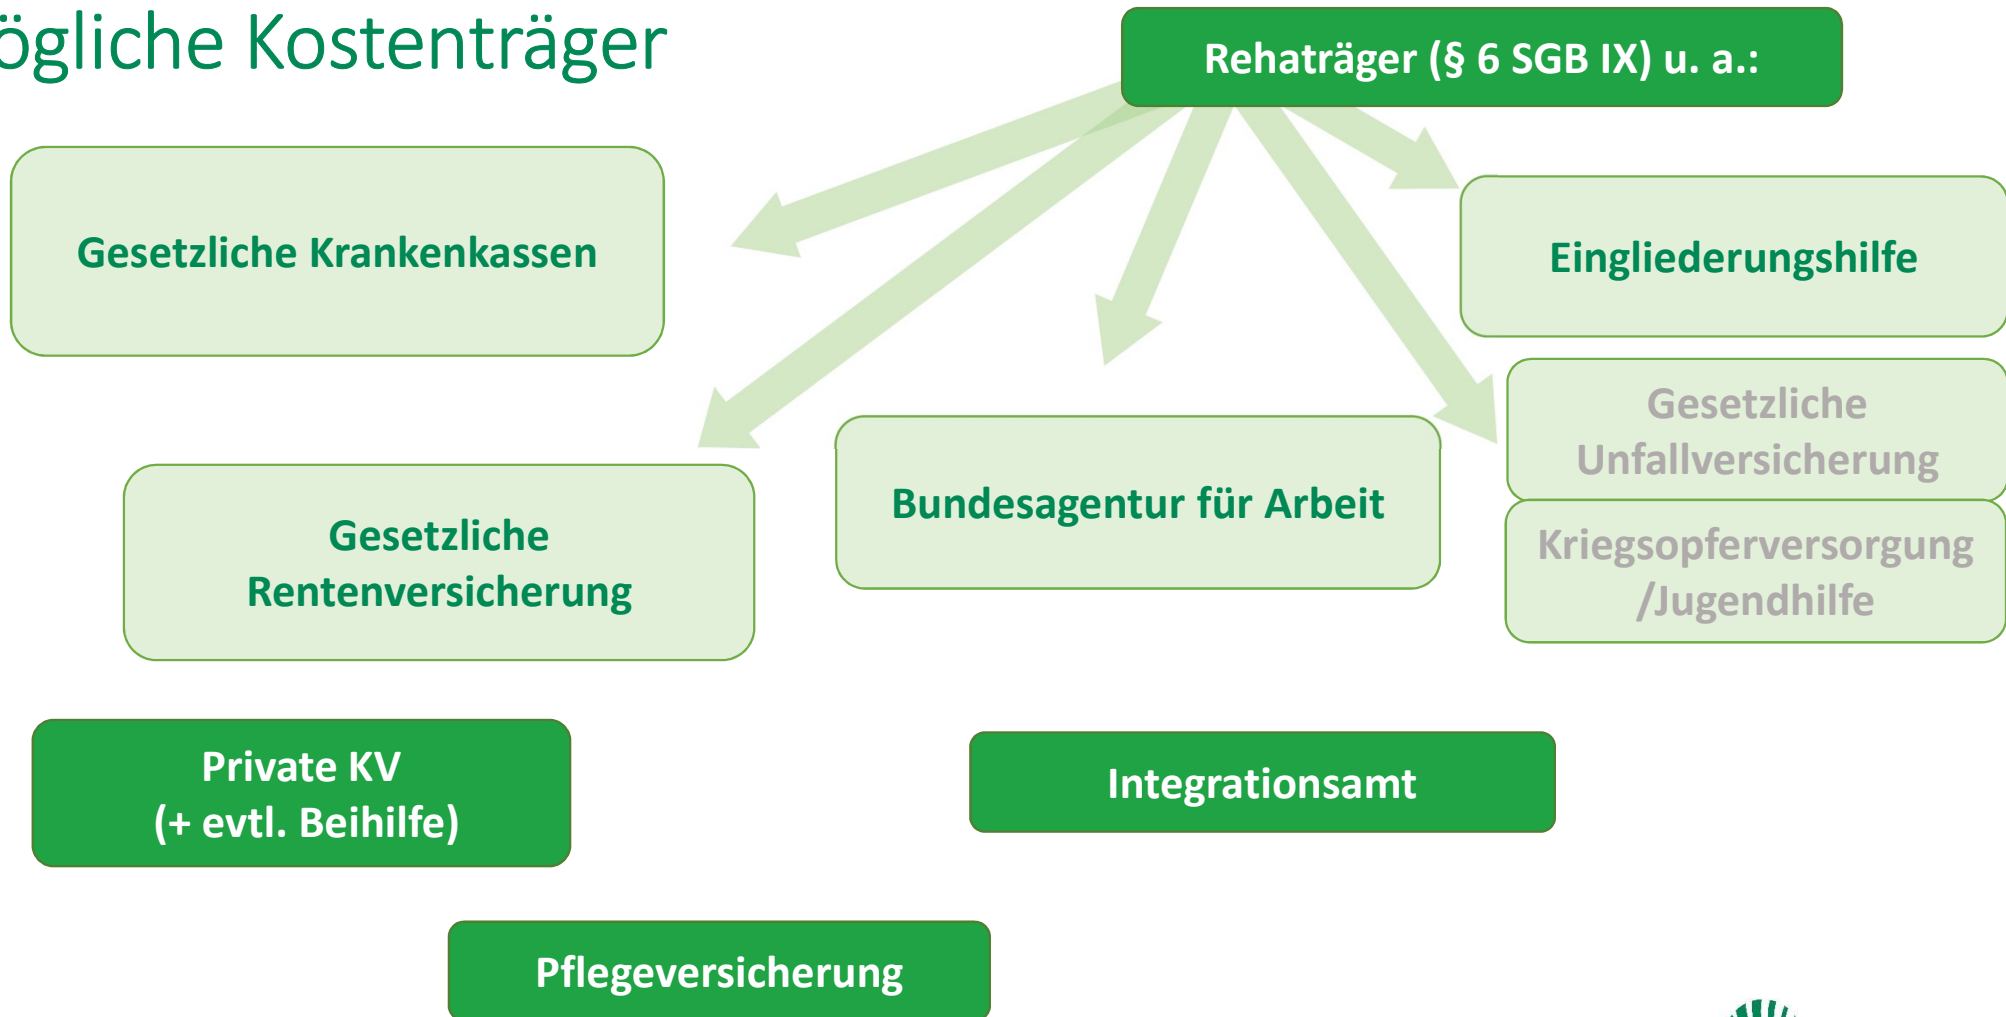 ögliche Kostenträger
Rehaträger (§ 6 SGB IX) u. a.:
Gesetzliche Krankenkassen
Eingliederungshilfe
Gesetzliche
Unfallversicherung
Bundesagentur für Arbeit
Gesetzliche
Rentenversicherung
Kriegsopferversorgung
/Jugendhilfe
Private KV
(+ evtl. Beihilfe)
Integrationsamt
Pflegeversicherung